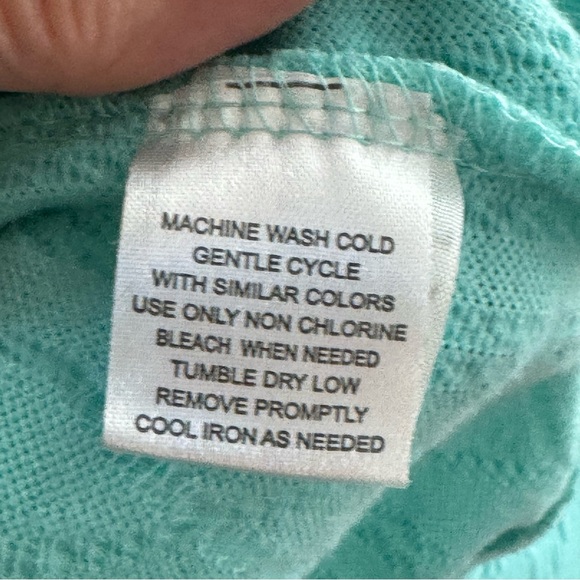 MACHINE WASH COLD
GENTLE CYCLE
WITH SIMILAR COLORS
USE ONLY NON CHLORINE
BLEACH WHEN NEEDED
TUMBLE DRY LOW
REMOVE PROMPTLY
COOL IRON AS NEEDED